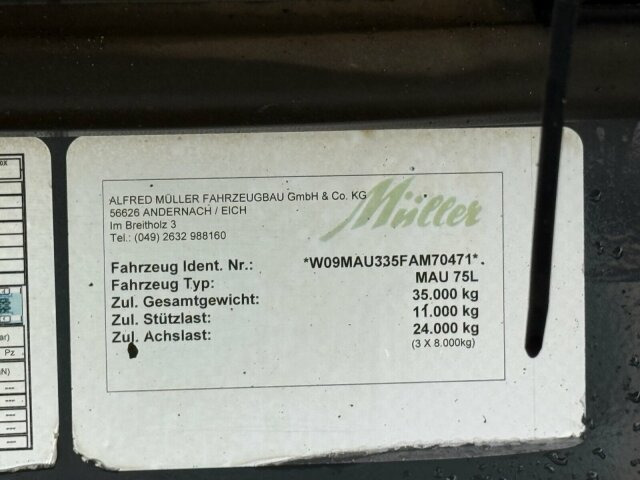 ALFRED MÜLLER FAHRZEUGBAU GmbH & Co. KG
56626 ANDERNACH / EICH
Im Breitholz 3
Tel.: (049) 2632 988160
Müller
Fahrzeug Ident. Nr.: *W09MAU335FAM70471*.
Fahrzeug Typ: MAU 75L
Zul. Gesamtgewicht: 35.000 kg
Zul. Stützlast: 11.000 kg
Zul. Achslast: 24.000 kg
(3 X 8.000kg)
Pz